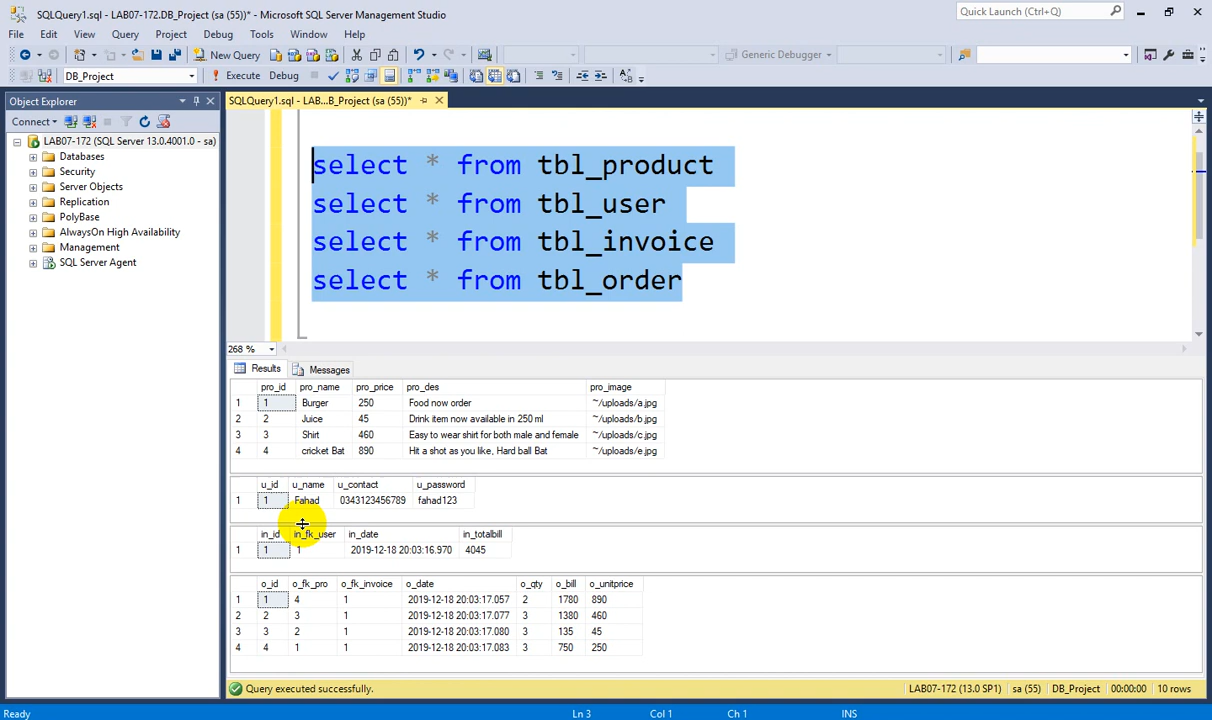 SQLQuery1.sql - LAB07-172.DB_Project (sa (55))* - Microsoft SQL Server Management Studio
Quick Launch (Ctrl+Q)
File Edit View Query Project Debug Tools Window Help
New Query
Generic Debugger
DB_Project
Execute Debug
Object Explorer
SQLQuery1.sql - LAB...B_Project (sa (55))*
Connect
LAB07-172 (SQL Server 13.0.4001.0 - sa)
Databases
Security
Server Objects
Replication
PolyBase
AlwaysOn High Availability
Management
SQL Server Agent
select * from tbl_product
select * from tbl_user
select * from tbl_invoice
select * from tbl_order
268 %
Results Messages
pro_id pro_name pro_price pro_des pro_image
1 1 Burger 250 Food now order ~/uploads/a.jpg
2 2 Juice 45 Drink item now available in 250 ml ~/uploads/b.jpg
3 3 Shirt 460 Easy to wear shirt for both male and female ~/uploads/c.jpg
4 4 cricket Bat 890 Hit a shot as you like, Hard ball Bat ~/uploads/e.jpg
u_id u_name u_contact u_password
1 1 Fahad 0343123456789 fahad123
in_id in_fk_user in_date in_totalbill
1 1 1 2019-12-18 20:03:16.970 4045
o_id o_fk_pro o_fk_invoice o_date o_qty o_bill o_unitprice
1 1 4 1 2019-12-18 20:03:17.057 2 1780 890
2 2 3 1 2019-12-18 20:03:17.077 3 1380 460
3 3 2 1 2019-12-18 20:03:17.080 3 135 45
4 4 1 1 2019-12-18 20:03:17.083 3 750 250
Query executed successfully.
LAB07-172 (13.0 SP1) sa (55) DB_Project 00:00:00 10 rows
Ready Ln 3 Col 1 Ch 1 INS